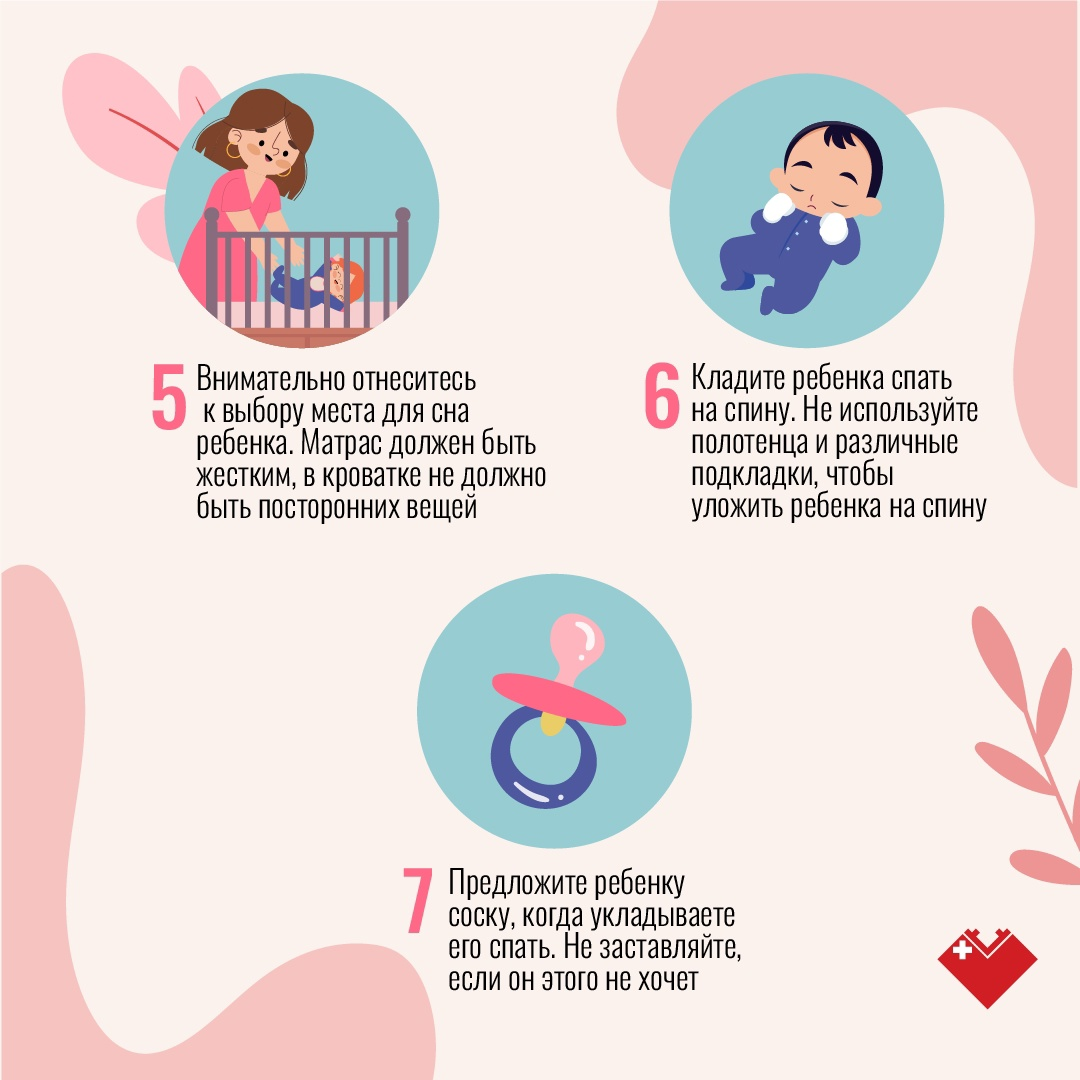 5
Внимательно отнеситесь
к выбору места для сна
ребенка. Матрас должен быть
жестким, в кроватке не должно
быть посторонних вещей
6
Кладите ребенка спать
на спину. Не используйте
полотенца и различные
подкладки, чтобы
уложить ребенка на спину
7
Предложите ребенку
соску, когда укладываете
его спать. Не заставляйте,
если он этого не хочет